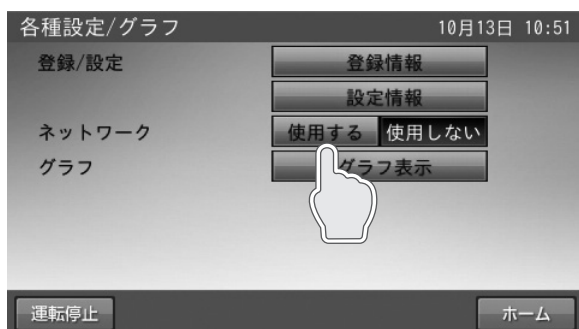 各種設定/グラフ 10月13日 10:51
登録/設定 登録情報
設定情報
ネットワーク 使用する 使用しない
グラフ グラフ表示
運転停止 ホーム